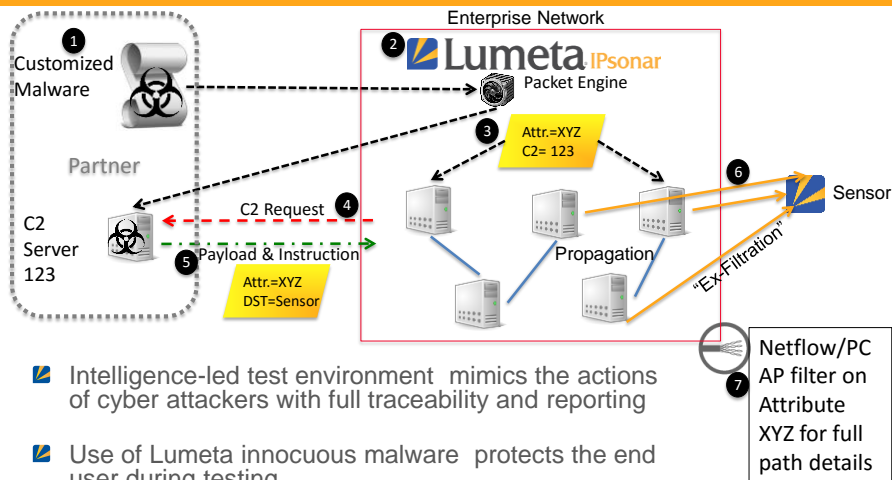 Enterprise Network
1
Customized
Malware
2
Lumeta IPsonar
Packet Engine
3
Attr.=XYZ
C2= 123
Partner
6
Sensor
C2
Server
123
C2 Request
4
5
Payload & Instruction
Attr.=XYZ
DST=Sensor
Propagation
"Ex-Filtration"
7
Netflow/PC
AP filter on
Attribute
XYZ for full
path details
Intelligence-led test environment mimics the actions
of cyber attackers with full traceability and reporting
Use of Lumeta innocuous malware protects the end
user during testing